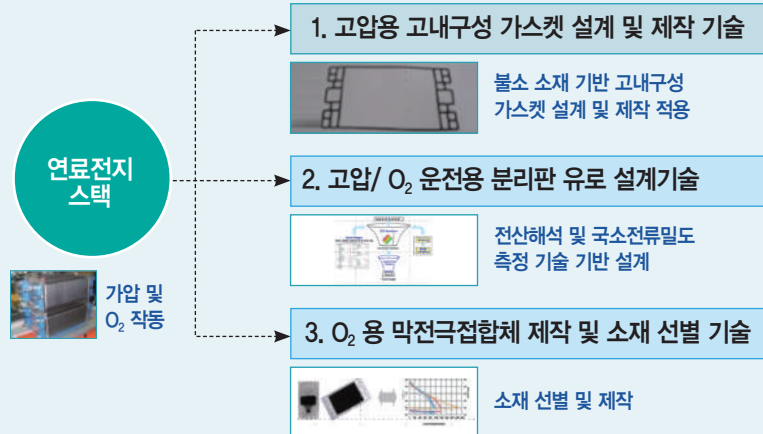 1. 고압용 고내구성 가스켓 설계 및 제작 기술
불소 소재 기반 고내구성
가스켓 설계 및 제작 적용
연료전지
스택
2. 고압/ O₂ 운전용 분리판 유로 설계기술
전산해석 및 국소전류밀도
측정 기술 기반 설계
가압 및
O₂ 작동
3. O₂ 용 막전극접합체 제작 및 소재 선별 기술
소재 선별 및 제작